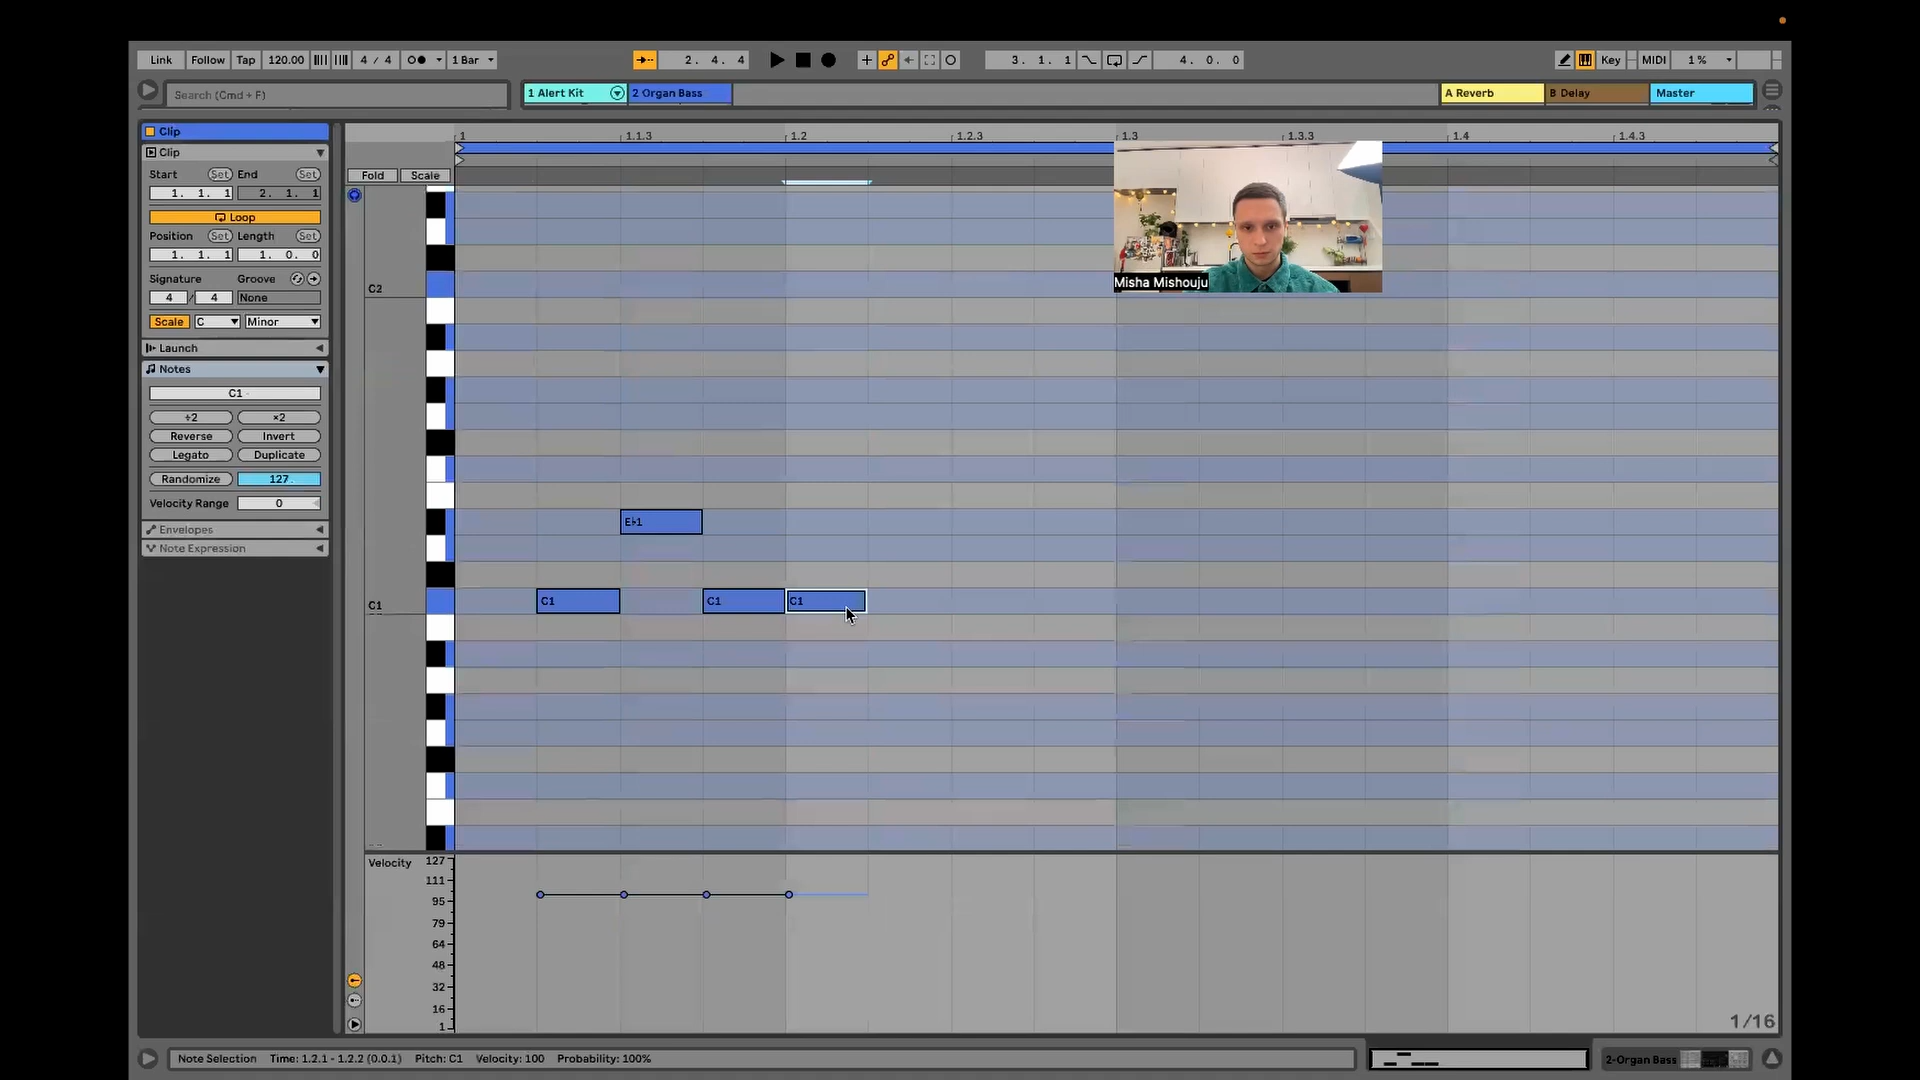 Link Follow Tap 120.00 4 / 4 1 Bar 2. 4. 4 3. 1. 1 4. 0. 0 Key MIDI 1 %
Search (Cmd + F) 1 Alert Kit 2 Organ Bass A Reverb B Delay Master
Clip
Clip
Start Set End Set
1. 1. 1 2. 1. 1
Loop
Position Set Length Set
1. 1. 1 1. 0. 0
Signature Groove
4 / 4 None
Scale C Minor
Launch
Notes
C1
÷2 ×2
Reverse Invert
Legato Duplicate
Randomize 127
Velocity Range 0
Envelopes
Note Expression
1 1.1.3 1.2 1.2.3 1.3 1.3.3 1.4 1.4.3
Fold Scale
Misha Mishouju
C2
E♭1
C1 C1 C1 C1
Velocity 127
111
95
79
64
48
32
16
1
1/16
Note Selection Time: 1.2.1 - 1.2.2 (0.0.1) Pitch: C1 Velocity: 100 Probability: 100%
2-Organ Bass